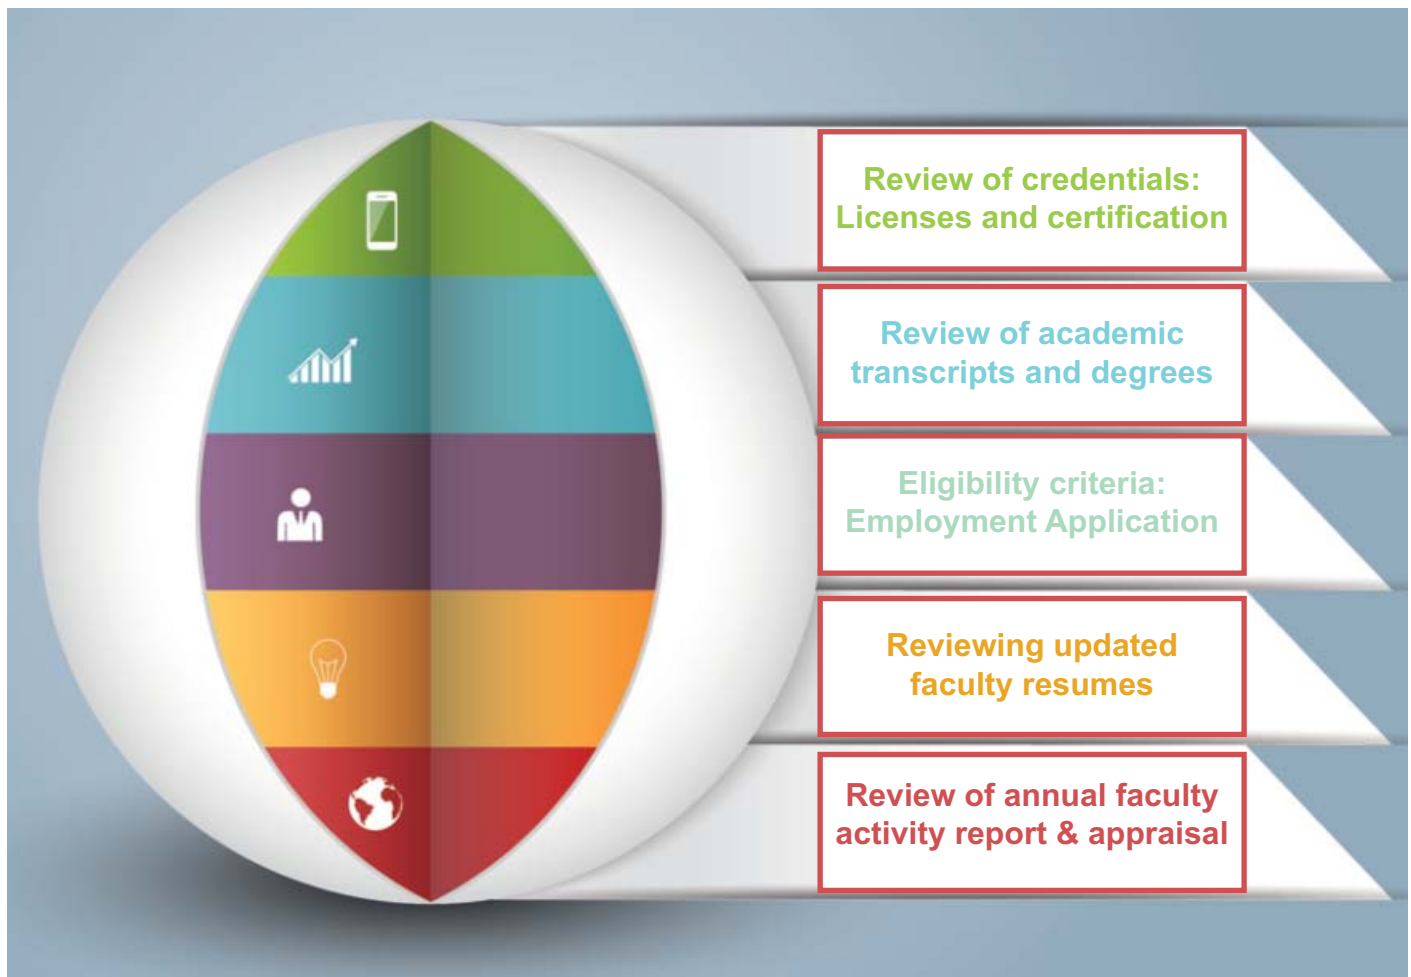 Review of credentials:
Licenses and certification
Review of academic
transcripts and degrees
Eligibility criteria:
Employment Application
Reviewing updated
faculty resumes
Review of annual faculty
activity report & appraisal